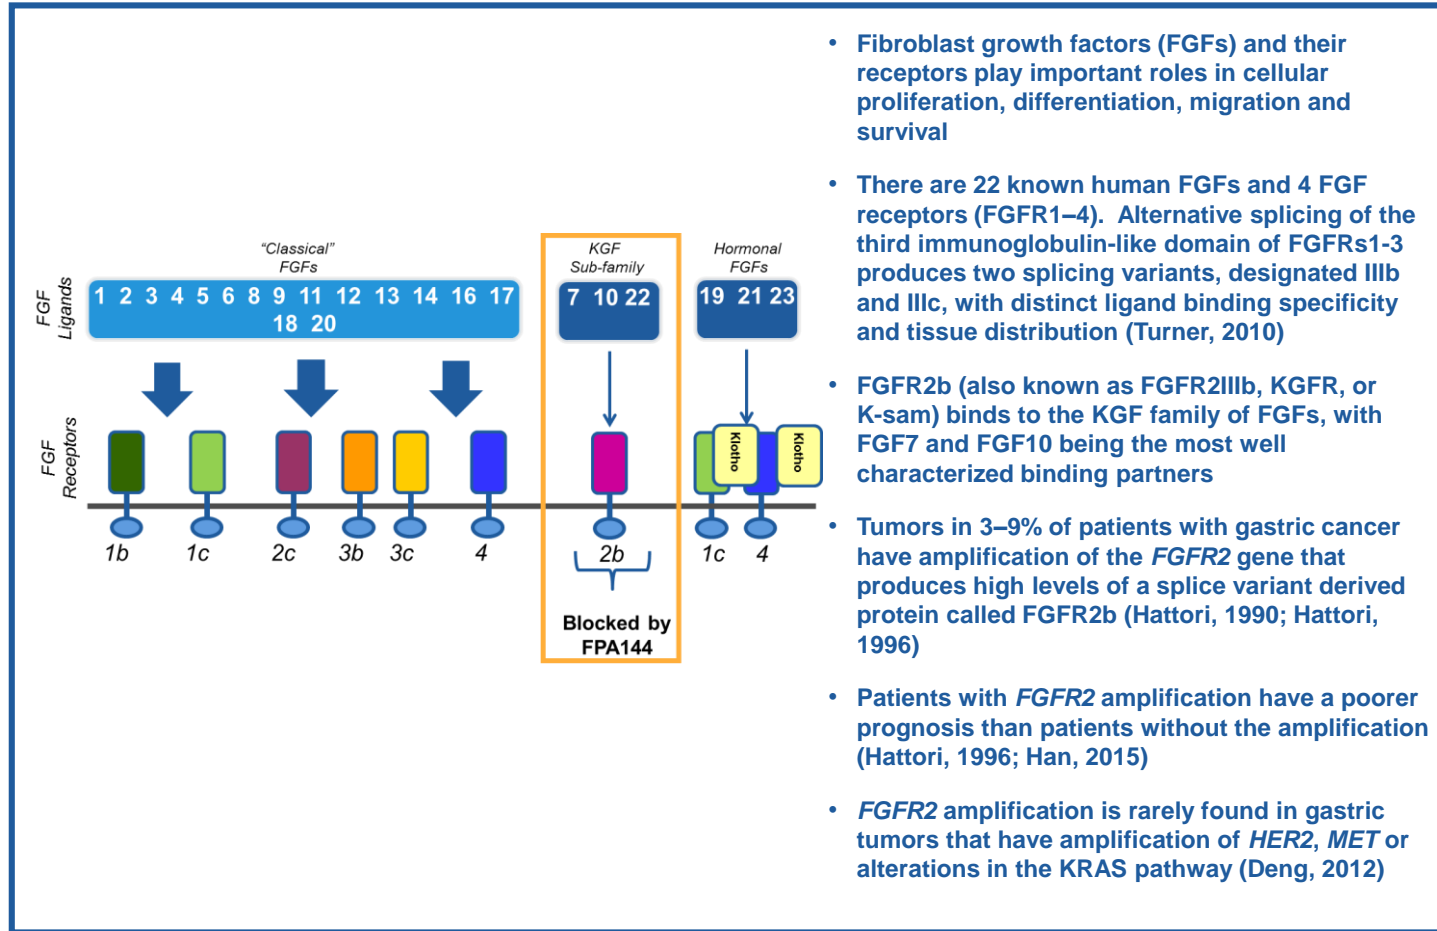 "Classical"
FGFs
KGF
Sub-family
Hormonal
FGFs
FGF
Ligands
1 2 3 4 5 6 8 9 11 12 13 14 16 17
18 20
7 10 22
19 21 23
FGF
Receptors
Klotho
Klotho
1b 1c 2c 3b 3c 4 2b 1c 4
Blocked by
FPA144
• Fibroblast growth factors (FGFs) and their
receptors play important roles in cellular
proliferation, differentiation, migration and
survival
• There are 22 known human FGFs and 4 FGF
receptors (FGFR1–4). Alternative splicing of the
third immunoglobulin-like domain of FGFRs1-3
produces two splicing variants, designated IIIb
and IIIc, with distinct ligand binding specificity
and tissue distribution (Turner, 2010)
• FGFR2b (also known as FGFR2IIIb, KGFR, or
K-sam) binds to the KGF family of FGFs, with
FGF7 and FGF10 being the most well
characterized binding partners
• Tumors in 3–9% of patients with gastric cancer
have amplification of the FGFR2 gene that
produces high levels of a splice variant derived
protein called FGFR2b (Hattori, 1990; Hattori,
1996)
• Patients with FGFR2 amplification have a poorer
prognosis than patients without the amplification
(Hattori, 1996; Han, 2015)
• FGFR2 amplification is rarely found in gastric
tumors that have amplification of HER2, MET or
alterations in the KRAS pathway (Deng, 2012)